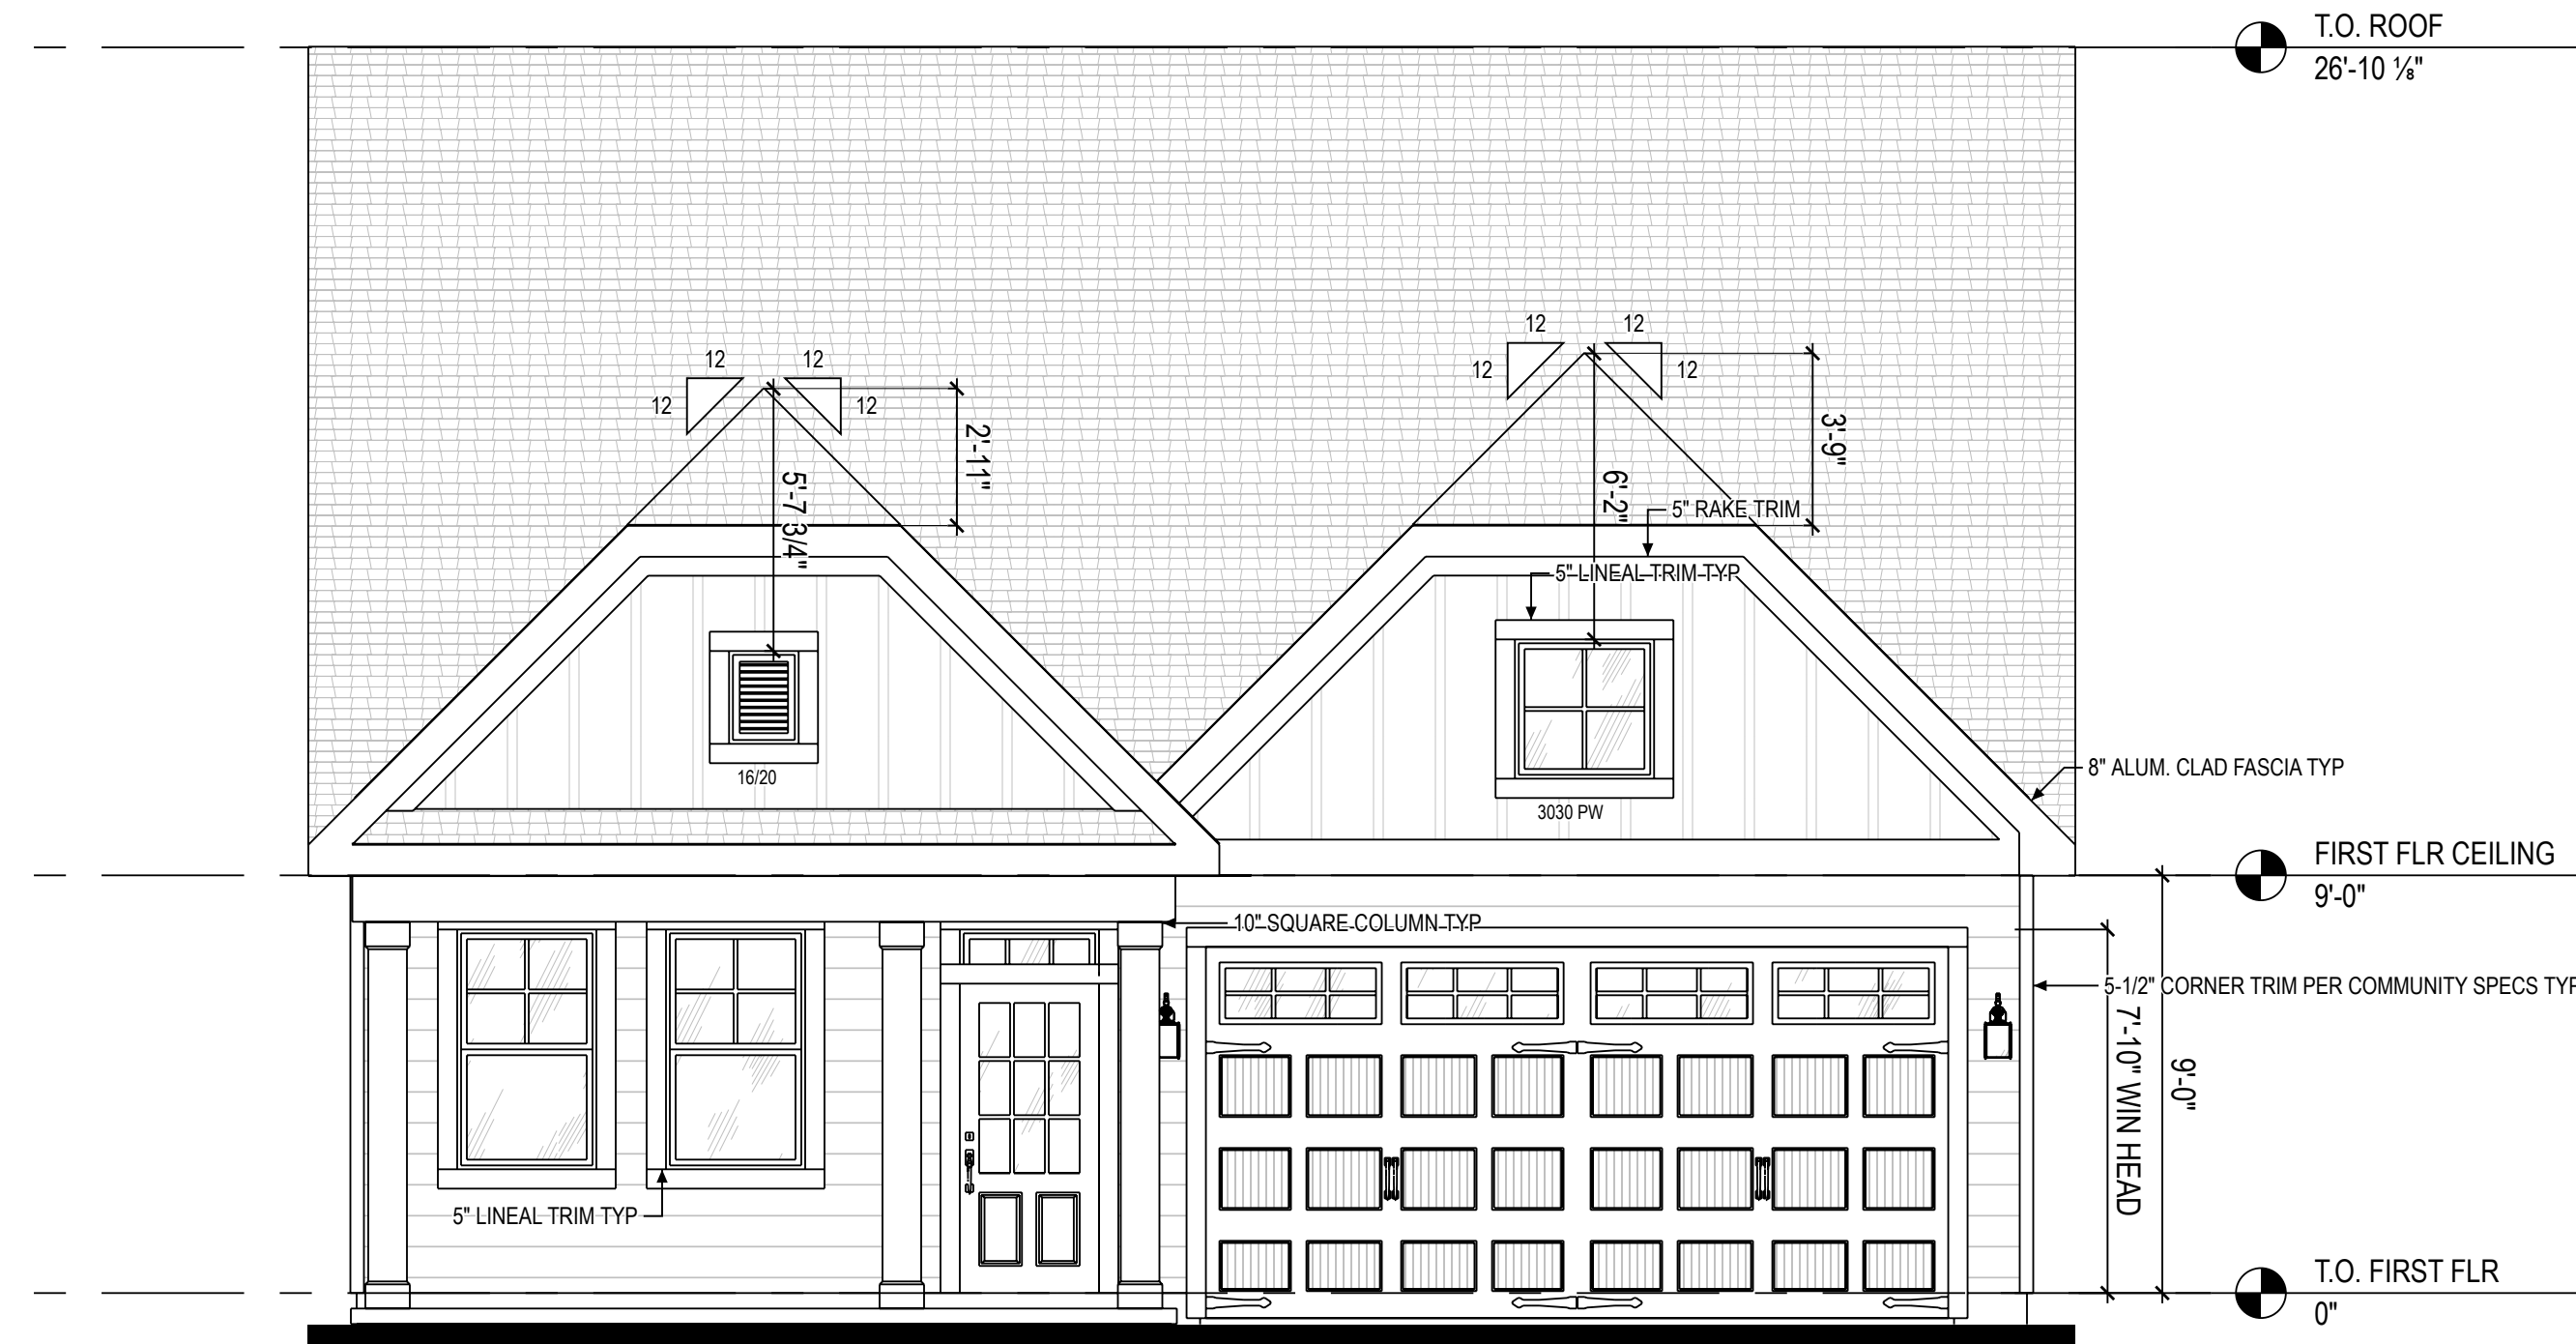 T.O. ROOF
26'-10 ⅛"
12
12
12
12
12
12
12
12
2'-11"
3'-9"
5'-7 3/4"
6'-2"
5" RAKE TRIM
5" LINEAL TRIM TYP
16/20
3030 PW
8" ALUM. CLAD FASCIA TYP
FIRST FLR CEILING
9'-0"
10" SQUARE COLUMN TYP
5-1/2" CORNER TRIM PER COMMUNITY SPECS TYP
7'-10" WIN HEAD
9'-0"
5" LINEAL TRIM TYP
T.O. FIRST FLR
0"